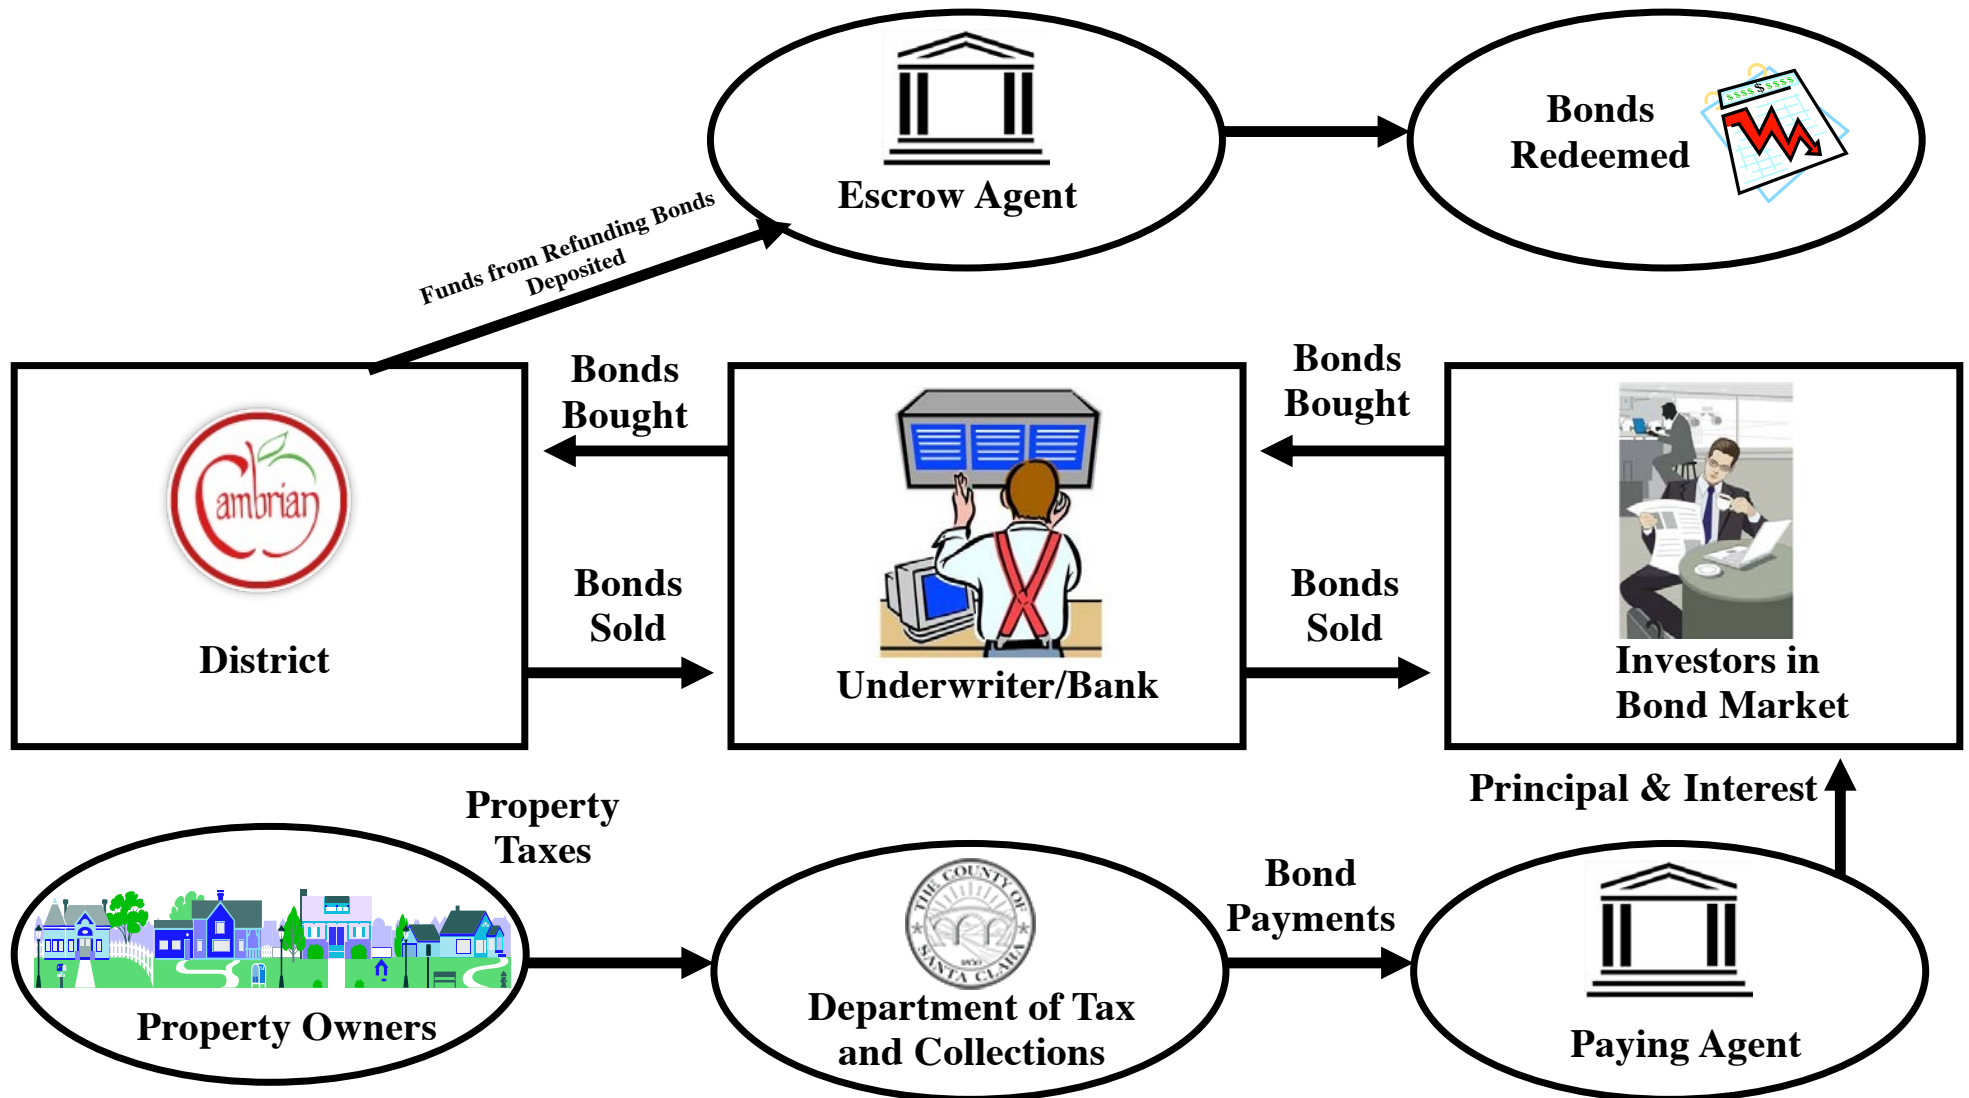 Escrow Agent
Bonds
Redeemed
$$$$ $ $$$$
Funds from Refunding Bonds
Deposited
Bonds
Bought
Bonds
Bought
Cambrian
District
Bonds
Sold
Underwriter/Bank
Bonds
Sold
Investors in
Bond Market
Property
Taxes
Principal & Interest
Property Owners
THE COUNTY OF
SANTA CLARA
1850
Department of Tax
and Collections
Bond
Payments
Paying Agent